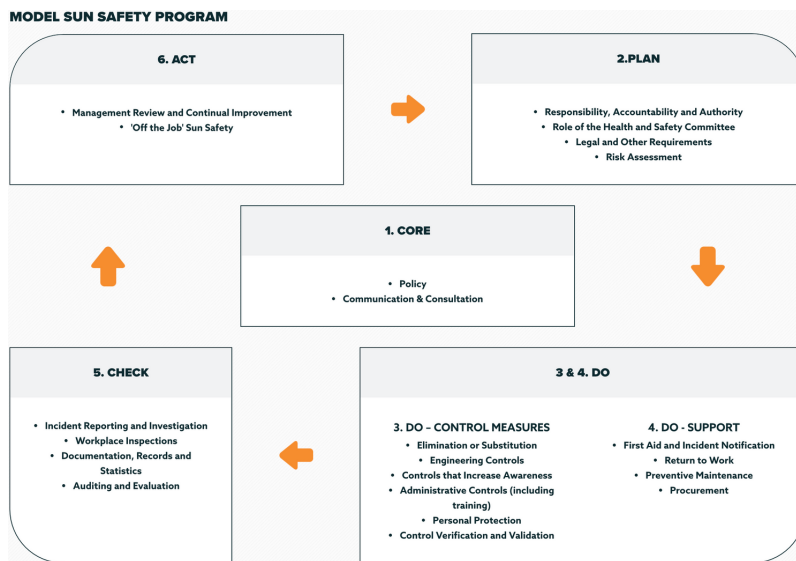 MODEL SUN SAFETY PROGRAM
6. ACT
• Management Review and Continual Improvement
• 'Off the Job' Sun Safety
2.PLAN
• Responsibility, Accountability and Authority
• Role of the Health and Safety Committee
• Legal and Other Requirements
• Risk Assessment
1. CORE
• Policy
• Communication & Consultation
5. CHECK
• Incident Reporting and Investigation
• Workplace Inspections
• Documentation, Records and
Statistics
• Auditing and Evaluation
3 & 4. DO
3. DO – CONTROL MEASURES
• Elimination or Substitution
• Engineering Controls
• Controls that Increase Awareness
• Administrative Controls (including
training)
• Personal Protection
• Control Verification and Validation
4. DO - SUPPORT
• First Aid and Incident Notification
• Return to Work
• Preventive Maintenance
• Procurement